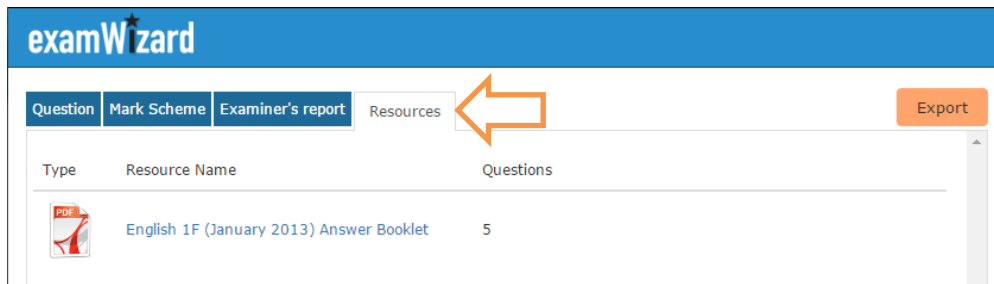 examWizard
Question Mark Scheme Examiner's report Resources Export
Type Resource Name Questions
PDF English 1F (January 2013) Answer Booklet 5